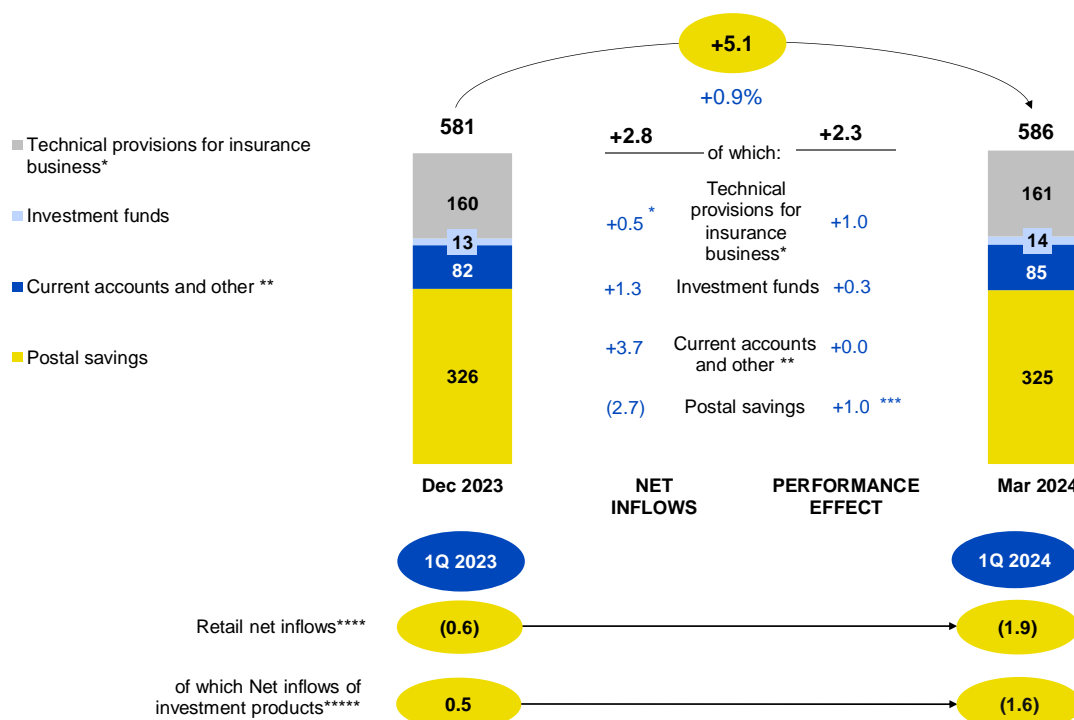 +5.1
+0.9%
581
586
+2.8
of which:
+2.3
Technical provisions for insurance
business*
Investment funds
Current accounts and other **
Postal savings
160
13
82
326
Dec 2023
+0.5 *
Technical
provisions for
insurance
business*
+1.0
+1.3
Investment funds
+0.3
+3.7
Current accounts
and other **
+0.0
(2.7)
Postal savings
+1.0 ***
NET
INFLOWS
PERFORMANCE
EFFECT
161
14
85
325
Mar 2024
1Q 2023
1Q 2024
Retail net inflows****
(0.6)
(1.9)
of which Net inflows of
investment products*****
0.5
(1.6)